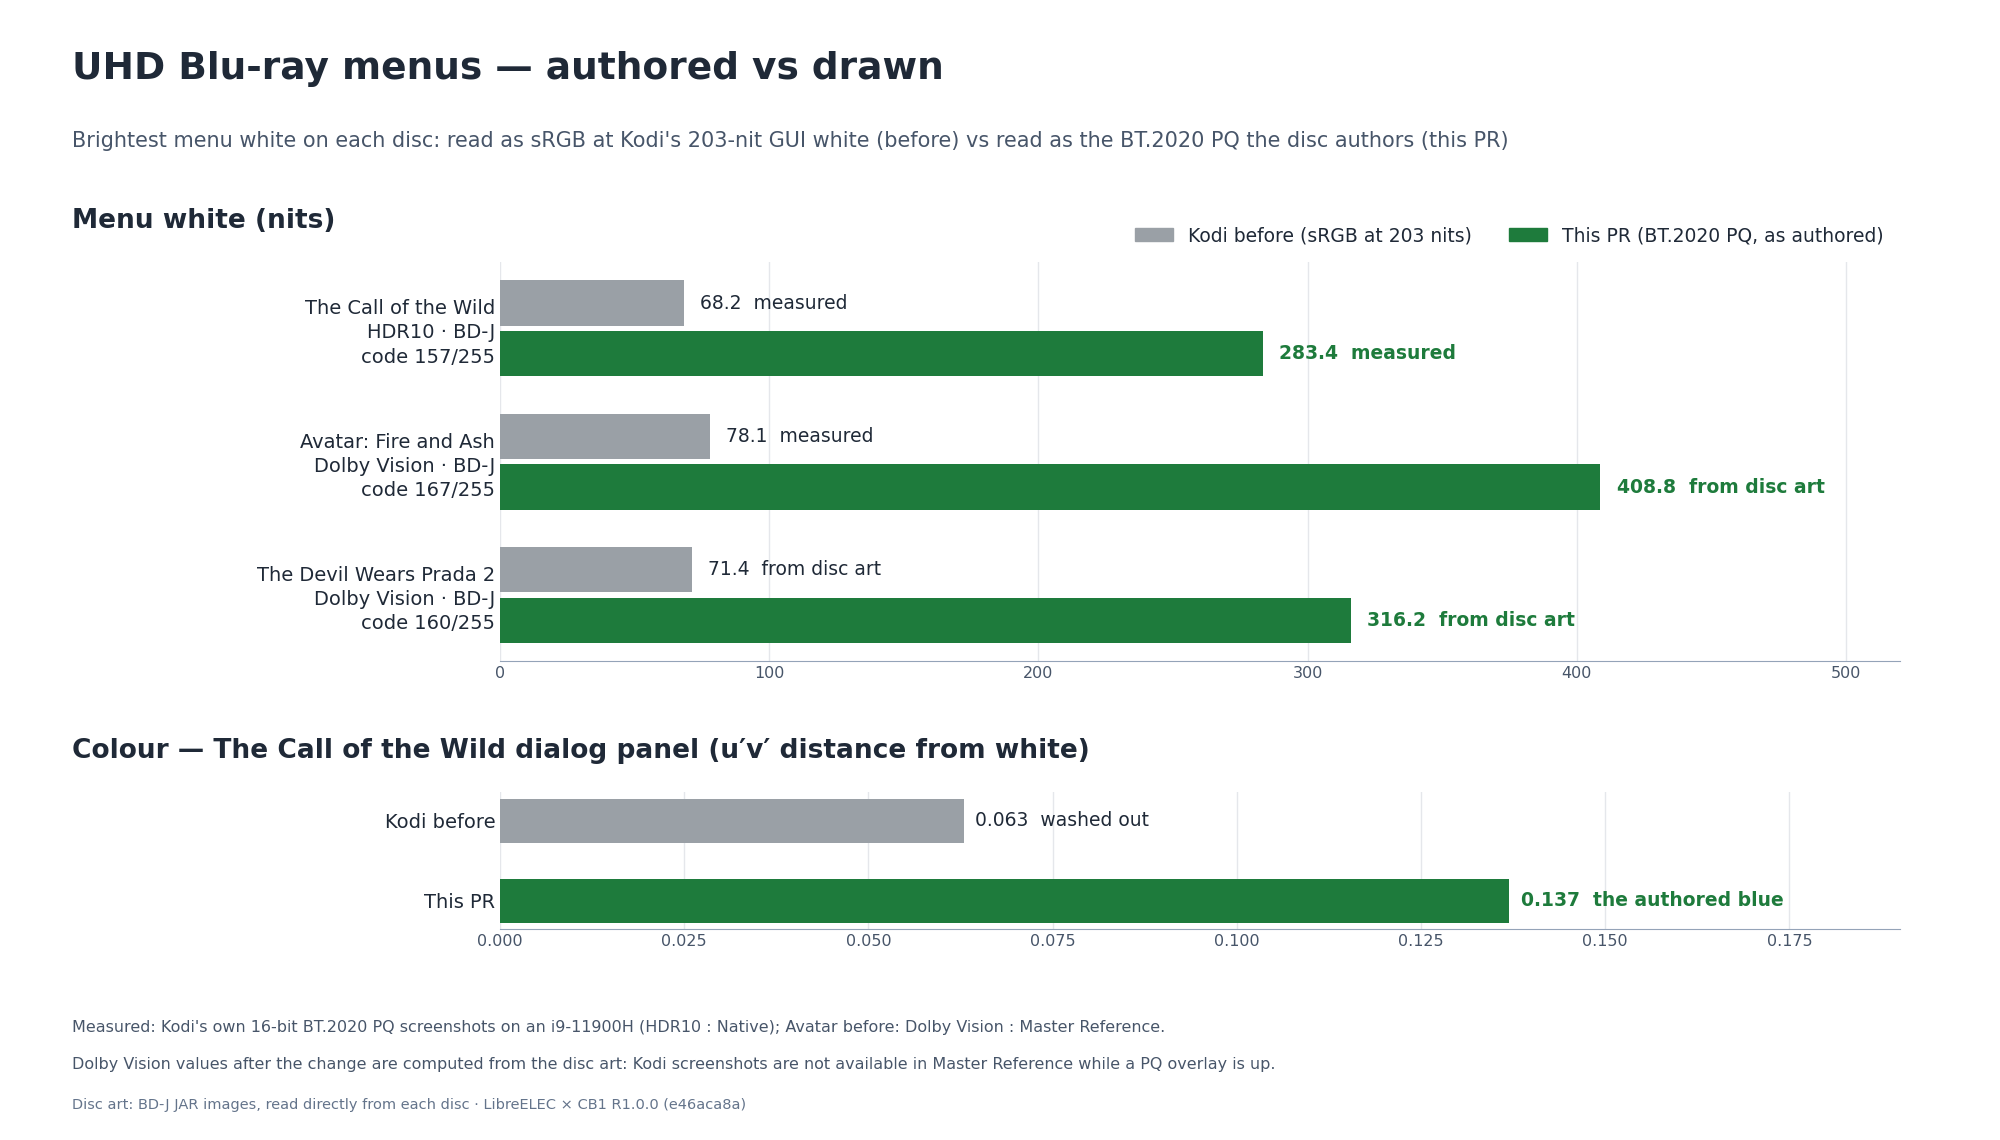 UHD Blu-ray menus — authored vs drawn
Brightest menu white on each disc: read as sRGB at Kodi's 203-nit GUI white (before) vs read as the BT.2020 PQ the disc authors (this PR)
Menu white (nits)
Kodi before (sRGB at 203 nits)
This PR (BT.2020 PQ, as authored)
The Call of the Wild
HDR10 · BD-J
code 157/255
68.2 measured
283.4 measured
Avatar: Fire and Ash
Dolby Vision · BD-J
code 167/255
78.1 measured
408.8 from disc art
The Devil Wears Prada 2
Dolby Vision · BD-J
code 160/255
71.4 from disc art
316.2 from disc art
0 100 200 300 400 500
Colour — The Call of the Wild dialog panel (u′v′ distance from white)
Kodi before
0.063 washed out
This PR
0.137 the authored blue
0.000 0.025 0.050 0.075 0.100 0.125 0.150 0.175
Measured: Kodi's own 16-bit BT.2020 PQ screenshots on an i9-11900H (HDR10 : Native); Avatar before: Dolby Vision : Master Reference.
Dolby Vision values after the change are computed from the disc art: Kodi screenshots are not available in Master Reference while a PQ overlay is up.
Disc art: BD-J JAR images, read directly from each disc · LibreELEC × CB1 R1.0.0 (e46aca8a)